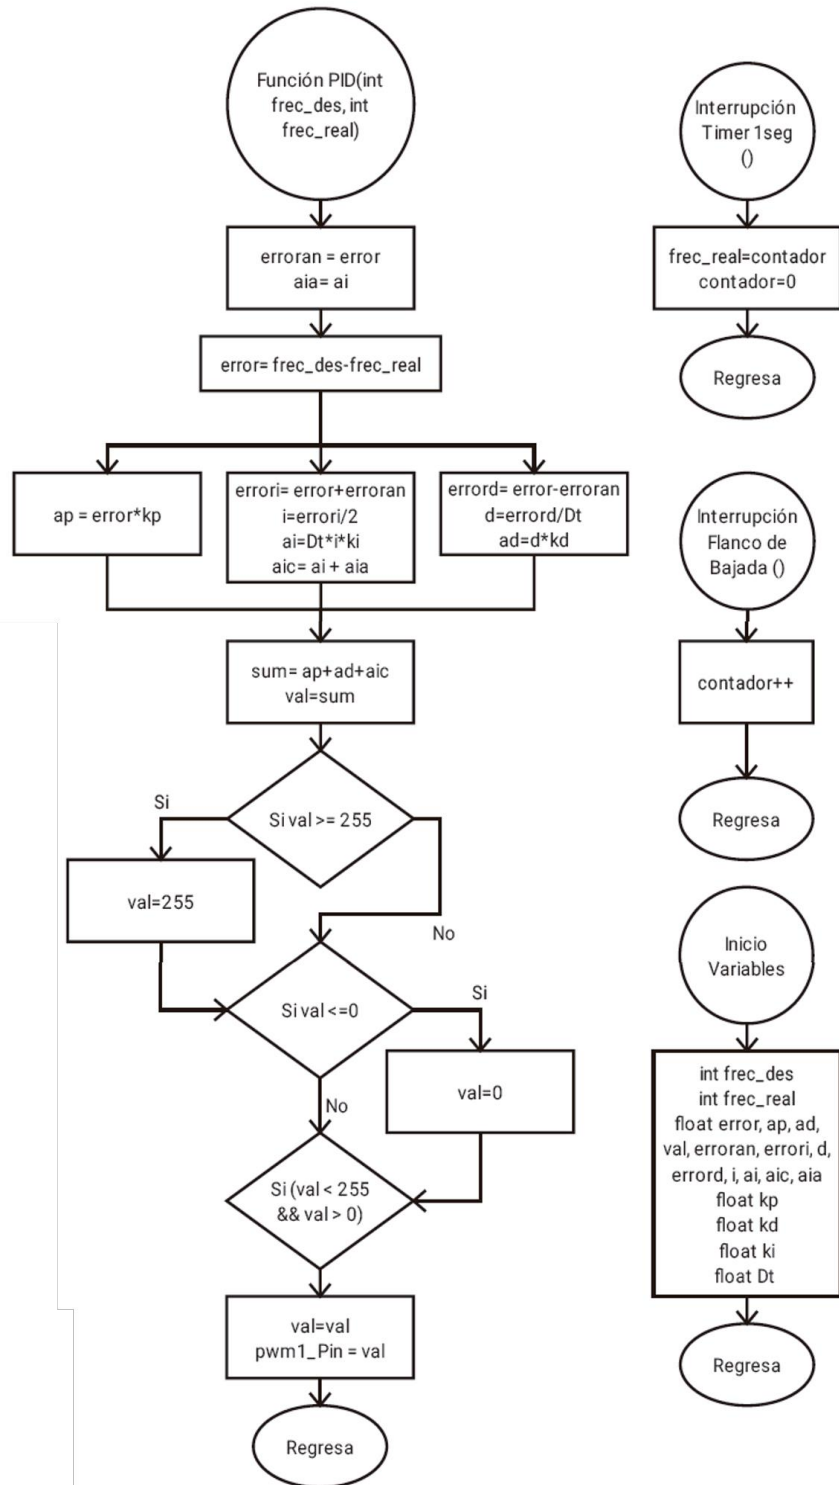 Función PID(int
frec_des, int
frec_real)
erroran = error
aia= ai
error= frec_des-frec_real
ap = error*kp
errori= error+erroran
i=errori/2
ai=Dt*i*ki
aic= ai + aia
errord= error-erroran
d=errord/Dt
ad=d*kd
sum= ap+ad+aic
val=sum
Si val >= 255
Si
val=255
No
Si val <=0
Si
val=0
No
Si (val < 255
&& val > 0)
val=val
pwm1_Pin = val
Regresa
Interrupción
Timer 1seg
()
frec_real=contador
contador=0
Regresa
Interrupción
Flanco de
Bajada ()
contador++
Regresa
Inicio
Variables
int frec_des
int frec_real
float error, ap, ad,
val, erroran, errori, d,
errord, i, ai, aic, aia
float kp
float kd
float ki
float Dt
Regresa